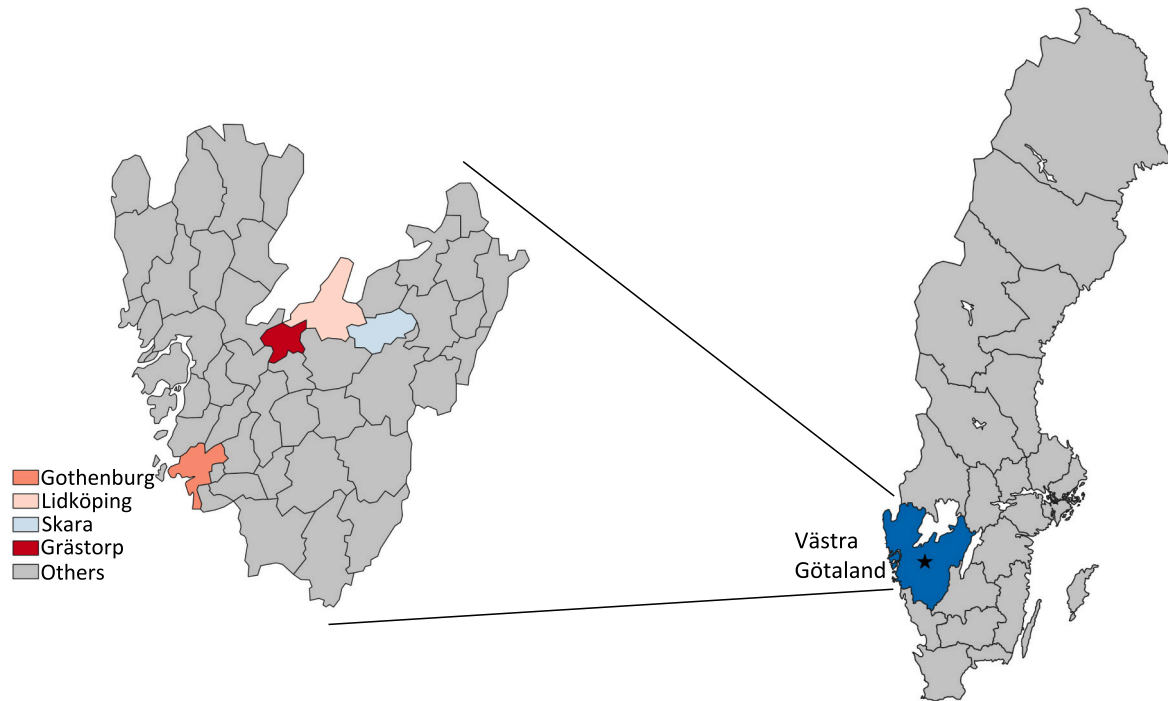 Gothenburg
Lidköping
Skara
Grästorp
Others
Västra
Götaland